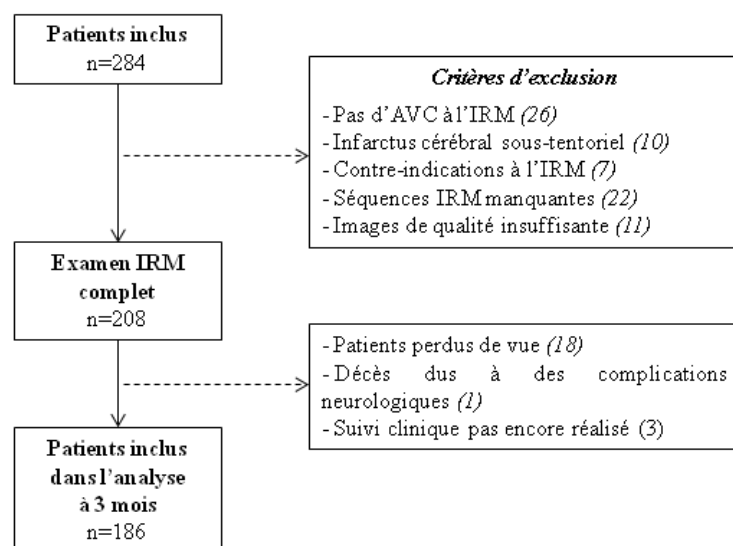 Patients inclus
n=284
Critères d'exclusion
- Pas d'AVC à l'IRM (26)
- Infarctus cérébral sous-tentoriel (10)
- Contre-indications à l'IRM (7)
- Séquences IRM manquantes (22)
- Images de qualité insuffisante (11)
Examen IRM
complet
n=208
- Patients perdus de vue (18)
- Décès dus à des complications
neurologiques (1)
- Suivi clinique pas encore réalisé (3)
Patients inclus
dans l'analyse
à 3 mois
n=186